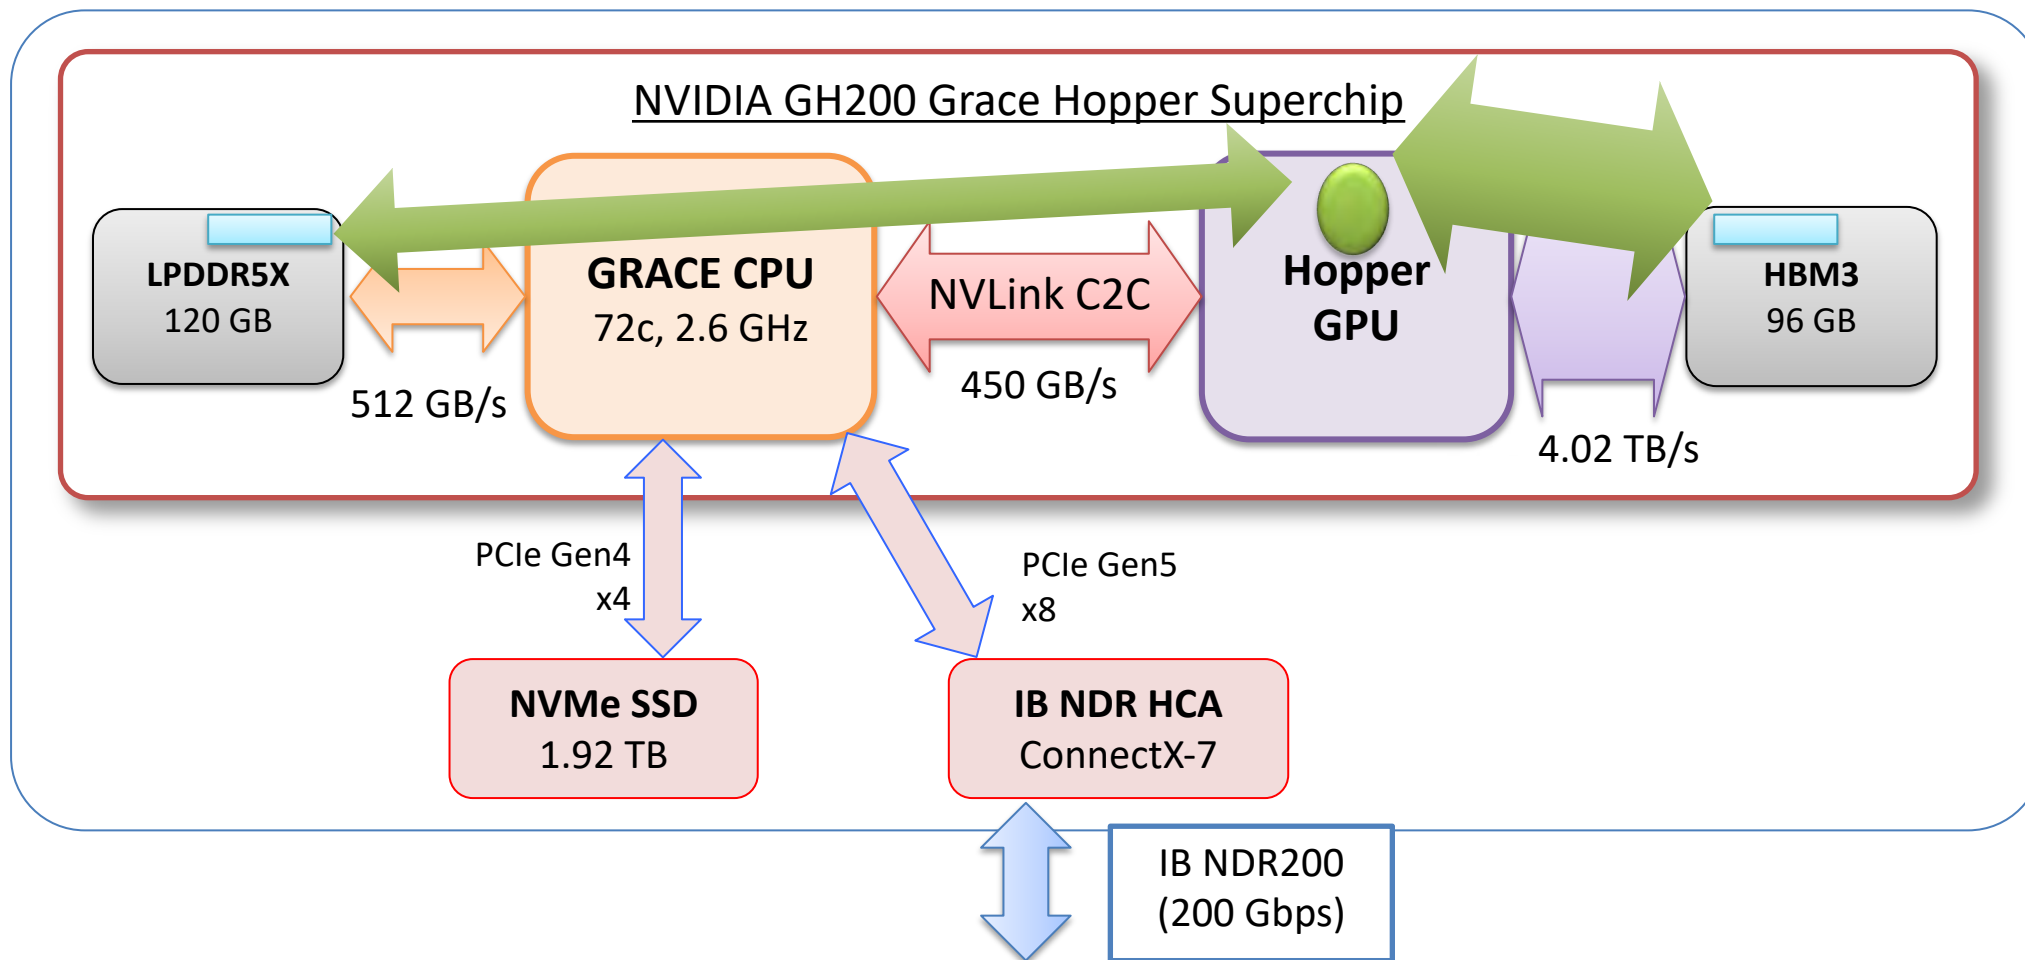 NVIDIA GH200 Grace Hopper Superchip
LPDDR5X
120 GB
512 GB/s
GRACE CPU
72c, 2.6 GHz
NVLink C2C
450 GB/s
Hopper
GPU
4.02 TB/s
HBM3
96 GB
PCIe Gen4
x4
PCIe Gen5
x8
NVMe SSD
1.92 TB
IB NDR HCA
ConnectX-7
IB NDR200
(200 Gbps)